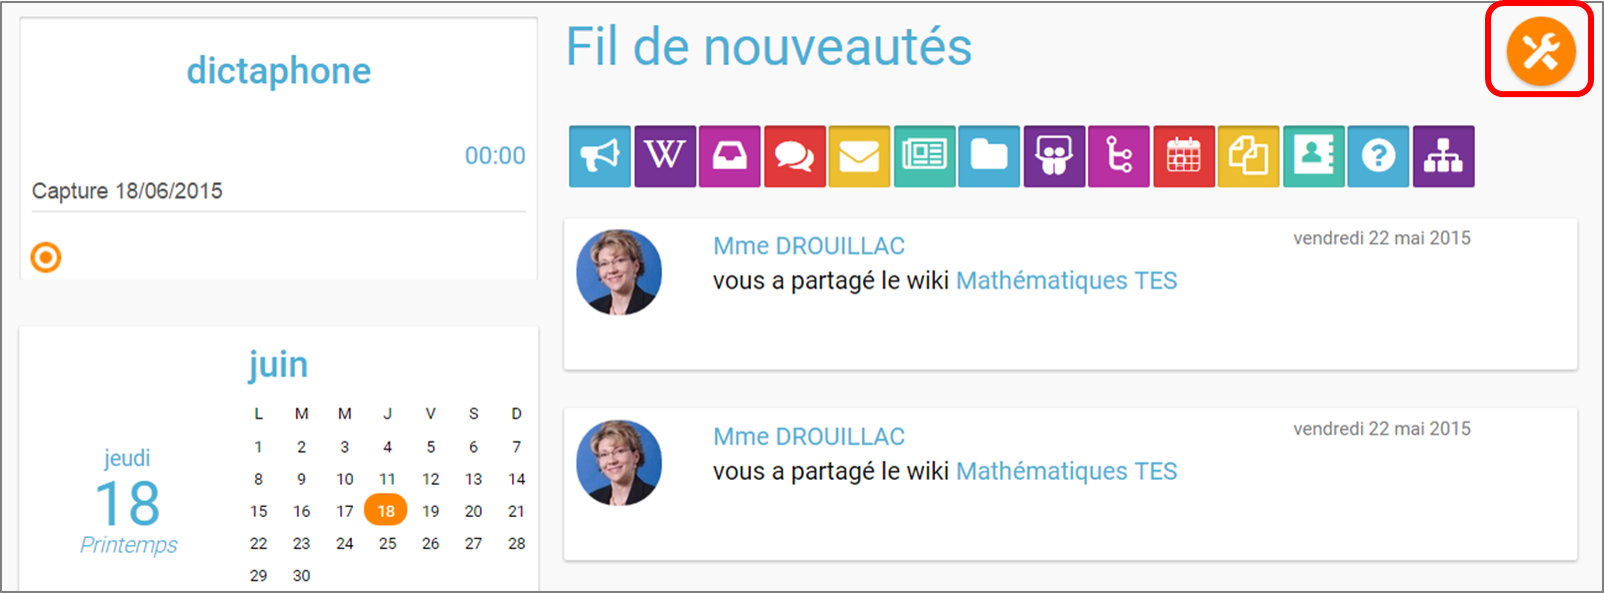 dictaphone
00:00
Capture 18/06/2015
juin
L M M J V S D
1 2 3 4 5 6 7
8 9 10 11 12 13 14
15 16 17 18 19 20 21
22 23 24 25 26 27 28
29 30
jeudi
18
Printemps
Fil de nouveautés
W
?
Mme DROUILLAC
vendredi 22 mai 2015
vous a partagé le wiki Mathématiques TES
Mme DROUILLAC
vendredi 22 mai 2015
vous a partagé le wiki Mathématiques TES